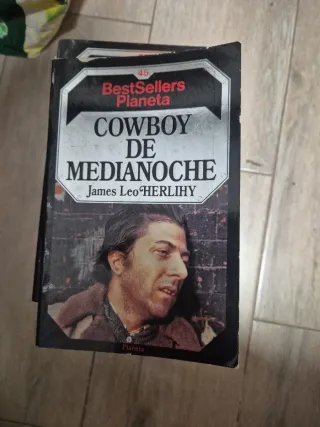 45
BestSellers
Planeta
COWBOY
DE
MEDIANOCHE
James Leo HERLIHY
Planeta